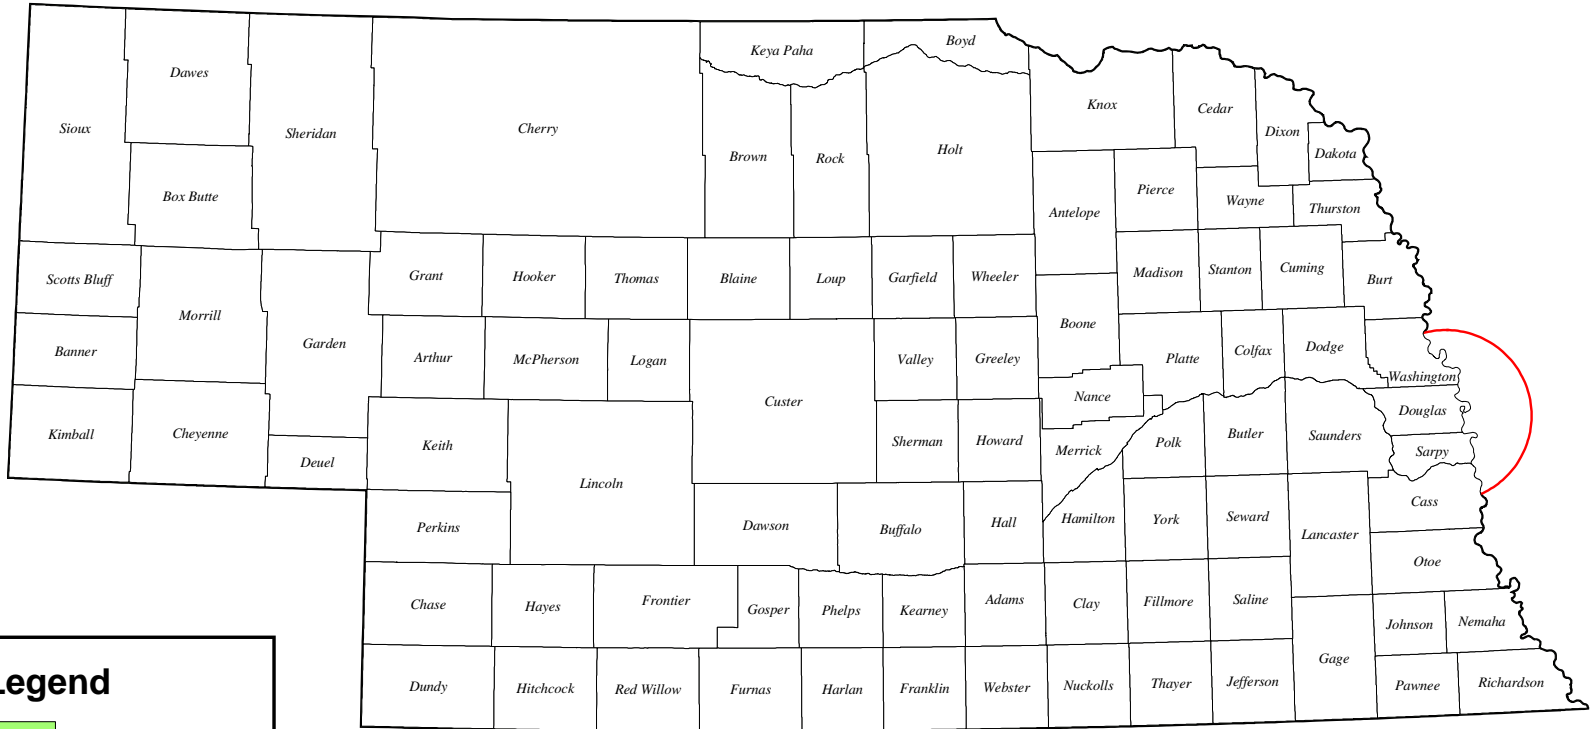 Boyd
Keya Paha
Dawes
Knox
Cedar
Sioux
Sheridan
Cherry
Dixon
Holt
Dakota
Brown
Rock
Pierce
Box Butte
Wayne
Thurston
Antelope
Scotts Bluff
Grant
Hooker
Thomas
Blaine
Loup
Garfield
Wheeler
Madison
Stanton
Cuming
Burt
Morrill
Boone
Garden
Banner
Arthur
McPherson
Logan
Valley
Greeley
Platte
Colfax
Dodge
Washington
Custer
Nance
Douglas
Kimball
Cheyenne
Keith
Sherman
Howard
Merrick
Polk
Butler
Saunders
Sarpy
Deuel
Lincoln
Cass
Perkins
Dawson
Buffalo
Hall
Hamilton
York
Seward
Lancaster
Otoe
Chase
Hayes
Frontier
Gosper
Phelps
Kearney
Adams
Clay
Fillmore
Saline
Johnson
Nemaha
Gage
Dundy
Hitchcock
Red Willow
Furnas
Harlan
Franklin
Webster
Nuckolls
Thayer
Jefferson
Pawnee
Richardson
Legend